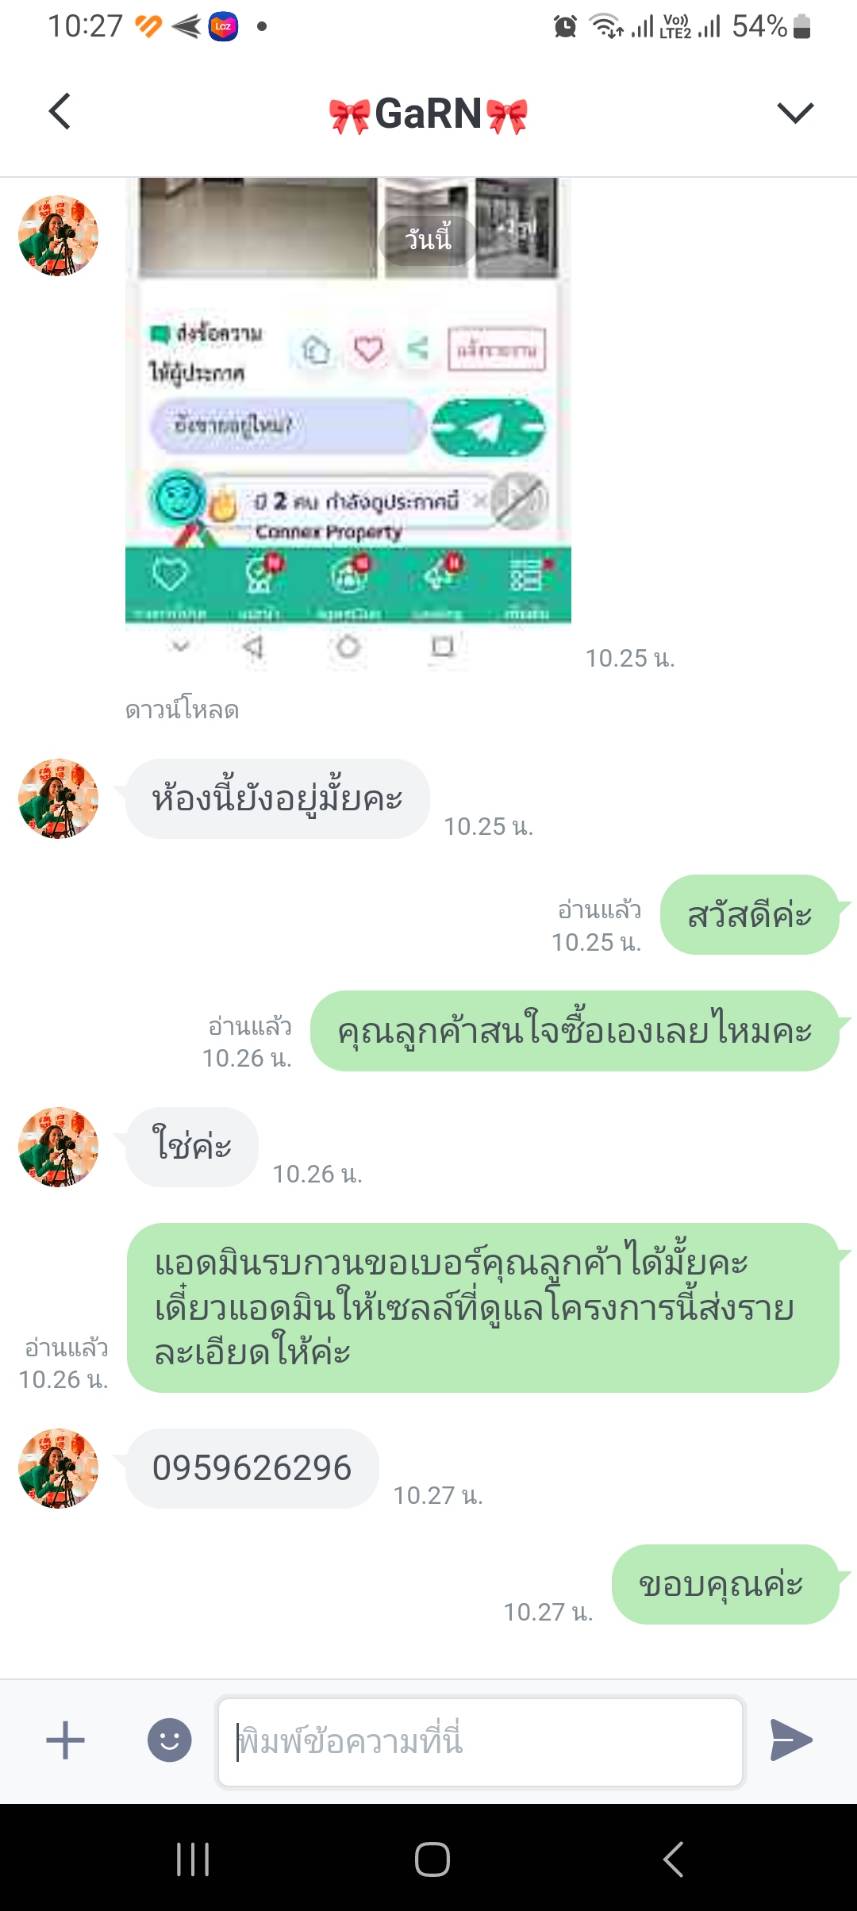 10:27
Vo))
LTE2
54%
🎀GaRN🎀
วันนี้
ส่งข้อความ
ให้ผู้ประกาศ
ยังขายอยู่ไหม?
มี 2 คน กำลังดูประกาศนี้
Connex Property
10.25 น.
ดาวน์โหลด
ห้องนี้ยังอยู่มั้ยคะ
10.25 น.
สวัสดีค่ะ
อ่านแล้ว
10.25 น.
คุณลูกค้าสนใจซื้อเองเลยไหมคะ
อ่านแล้ว
10.26 น.
ใช่ค่ะ
10.26 น.
แอดมินรบกวนขอเบอร์คุณลูกค้าได้มั้ยคะ
เดี๋ยวแอดมินให้เซลล์ที่ดูแลโครงการนี้ส่งราย
ละเอียดให้ค่ะ
อ่านแล้ว
10.26 น.
0959626296
10.27 น.
ขอบคุณค่ะ
10.27 น.
พิมพ์ข้อความที่นี่